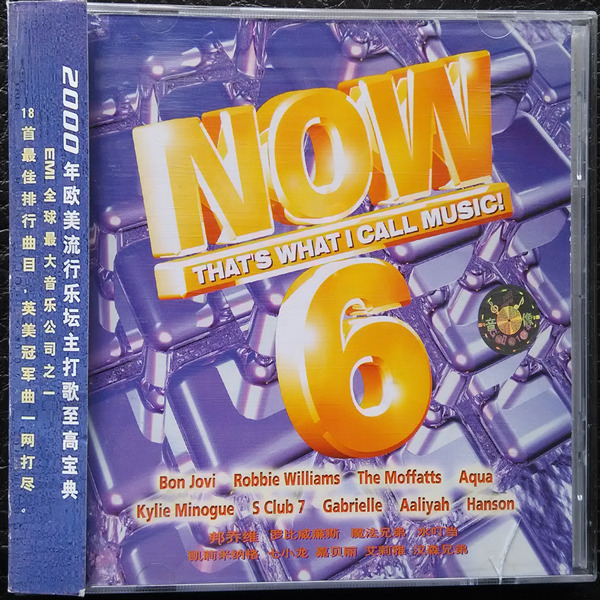 2000年欧美流行乐坛主打歌至高宝典
EMI全球最大音乐公司之一
18首最佳排行曲目·英美冠军曲一网打尽。
NOW
THAT'S WHAT I CALL MUSIC!
6
音像
Bon Jovi Robbie Williams The Moffatts Aqua
Kylie Minogue S Club 7 Gabrielle Aaliyah Hanson
邦乔维 罗比威廉斯 魔法兄弟 水叮当
凯莉米纳格 七小龙 嘉贝丽 艾莉雅 汉森兄弟